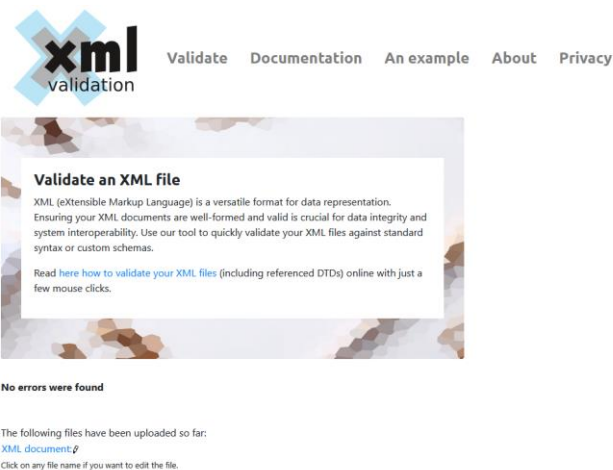 xml
validation
Validate Documentation An example About Privacy
Validate an XML file
XML (eXtensible Markup Language) is a versatile format for data representation.
Ensuring your XML documents are well-formed and valid is crucial for data integrity and
system interoperability. Use our tool to quickly validate your XML files against standard
syntax or custom schemas.
Read here how to validate your XML files (including referenced DTDs) online with just a
few mouse clicks.
No errors were found
The following files have been uploaded so far:
XML document:
Click on any file name if you want to edit the file.